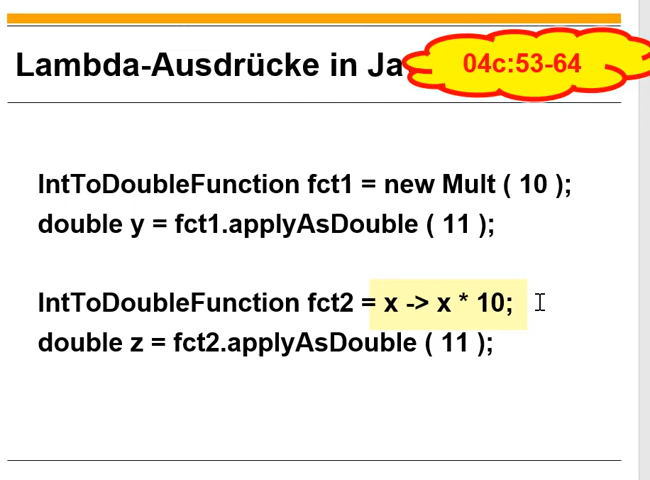 Lambda-Ausdrücke in Ja
04c:53-64
IntToDoubleFunction fct1 = new Mult ( 10 );
double y = fct1.applyAsDouble ( 11 );
IntToDoubleFunction fct2 = x -> x * 10;
double z = fct2.applyAsDouble ( 11 );